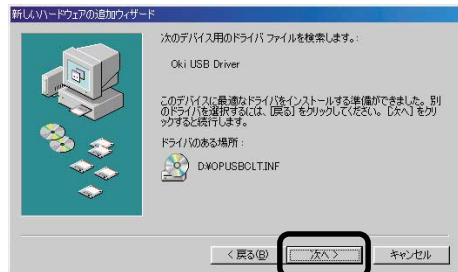 新しいハードウェアの追加ウィザード
次のデバイス用のドライバ ファイルを検索します。:
Oki USB Driver
このデバイスに最適なドライバをインストールする準備ができました。別
のドライバを選択するには、[戻る] をクリックしてください。[次へ] をクリ
ックすると続行します。
ドライバのある場所:
D:¥OPUSBCLT.INF
< 戻る(B)
次へ >
キャンセル